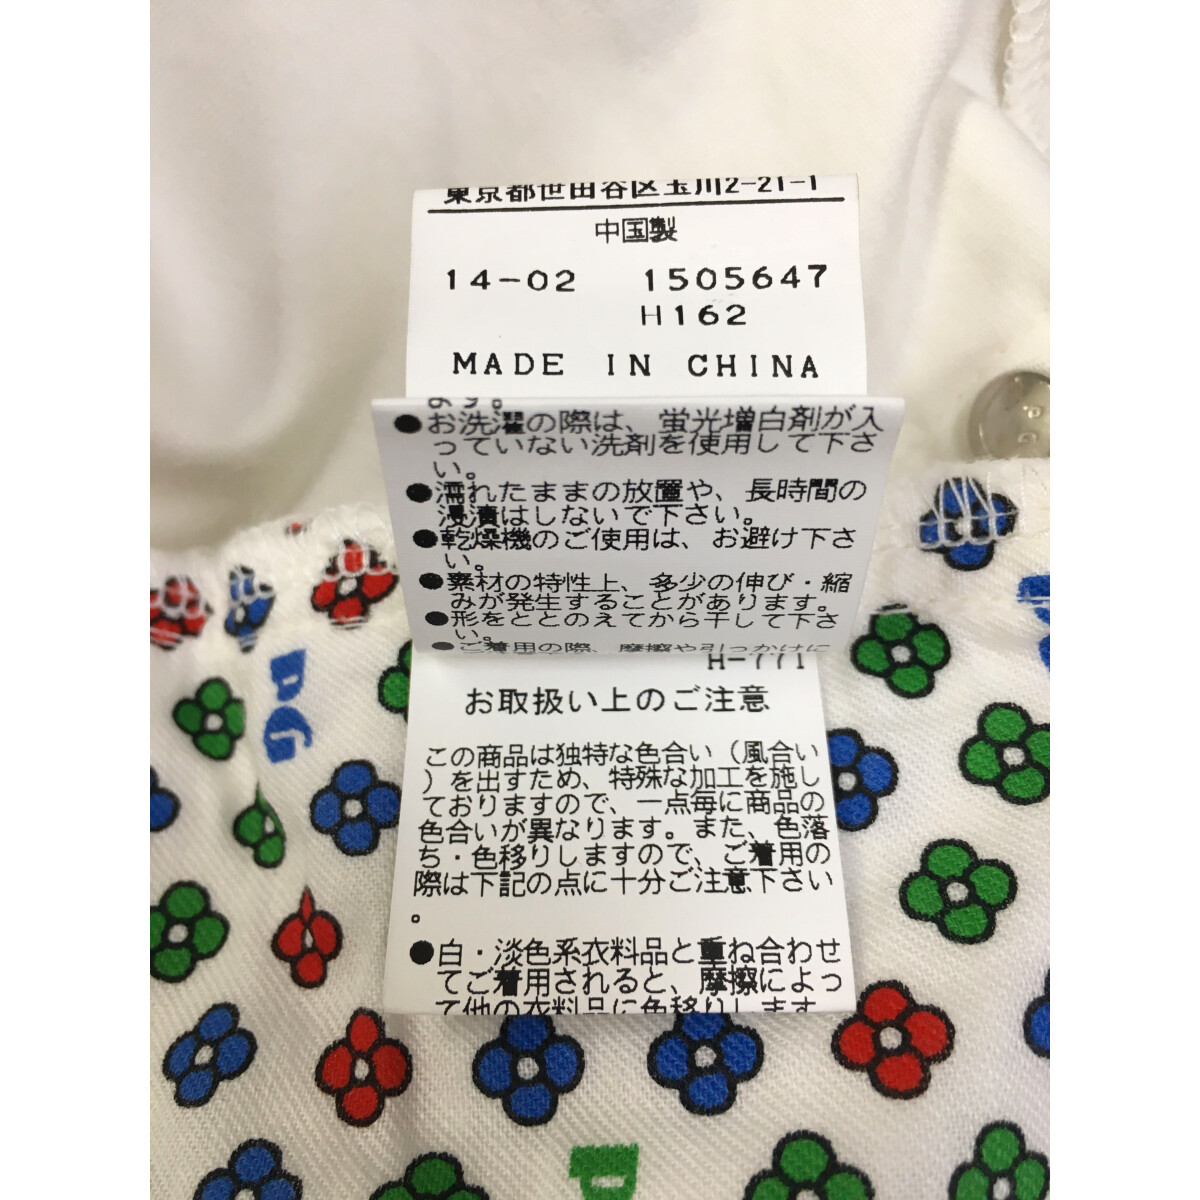 東京都世田谷区玉川2-21-1
中国製
14-02 1505647
H162
MADE IN CHINA
●お洗濯の際は、蛍光増白剤が入
っていない洗剤を使用して下さ
い。
●濡れたままの放置や、長時間の
浸漬はしないで下さい。
●乾燥機のご使用は、お避け下さ
い。
●素材の特性上、多少の伸び・縮
みが発生することがあります。
●形をととのえてから干して下さ
い。
●ご着用の際、摩擦や引っかけに
H-771
お取扱い上のご注意
この商品は独特な色合い（風合い
）を出すため、特殊な加工を施し
ておりますので、一点毎に商品の
色合いが異なります。また、色落
ち・色移りしますので、ご着用の
際は下記の点に十分ご注意下さい
。
●白・淡色系衣料品と重ね合わせ
てご着用されると、摩擦によっ
て他の衣料品に色移りします
PG
P